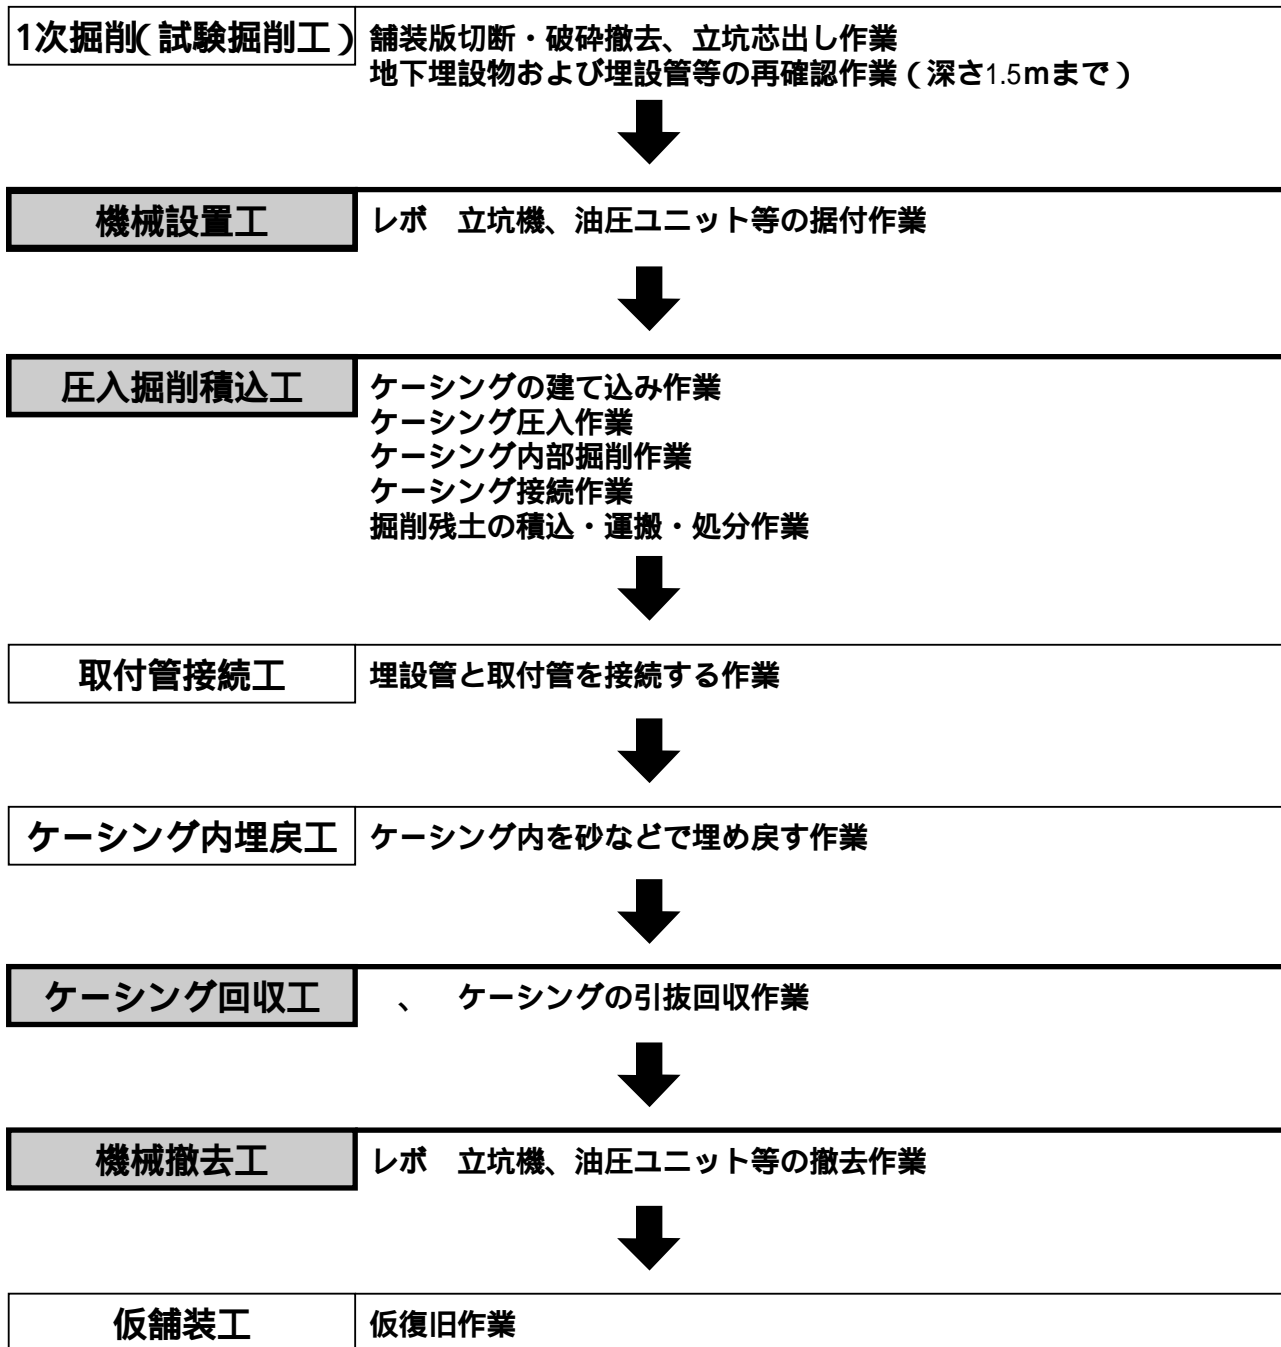 1次掘削(試験掘削工)
舗装版切断・破砕撤去、立坑芯出し作業
地下埋設物および埋設管等の再確認作業(深さ1.5mまで)
機械設置工
レボ 立坑機、油圧ユニット等の据付作業
圧入掘削積込工
ケーシングの建て込み作業
ケーシング圧入作業
ケーシング内部掘削作業
ケーシング接続作業
掘削残土の積込・運搬・処分作業
取付管接続工
埋設管と取付管を接続する作業
ケーシング内埋戻工
ケーシング内を砂などで埋め戻す作業
ケーシング回収工
、 ケーシングの引抜回収作業
機械撤去工
レボ 立坑機、油圧ユニット等の撤去作業
仮舗装工
仮復旧作業